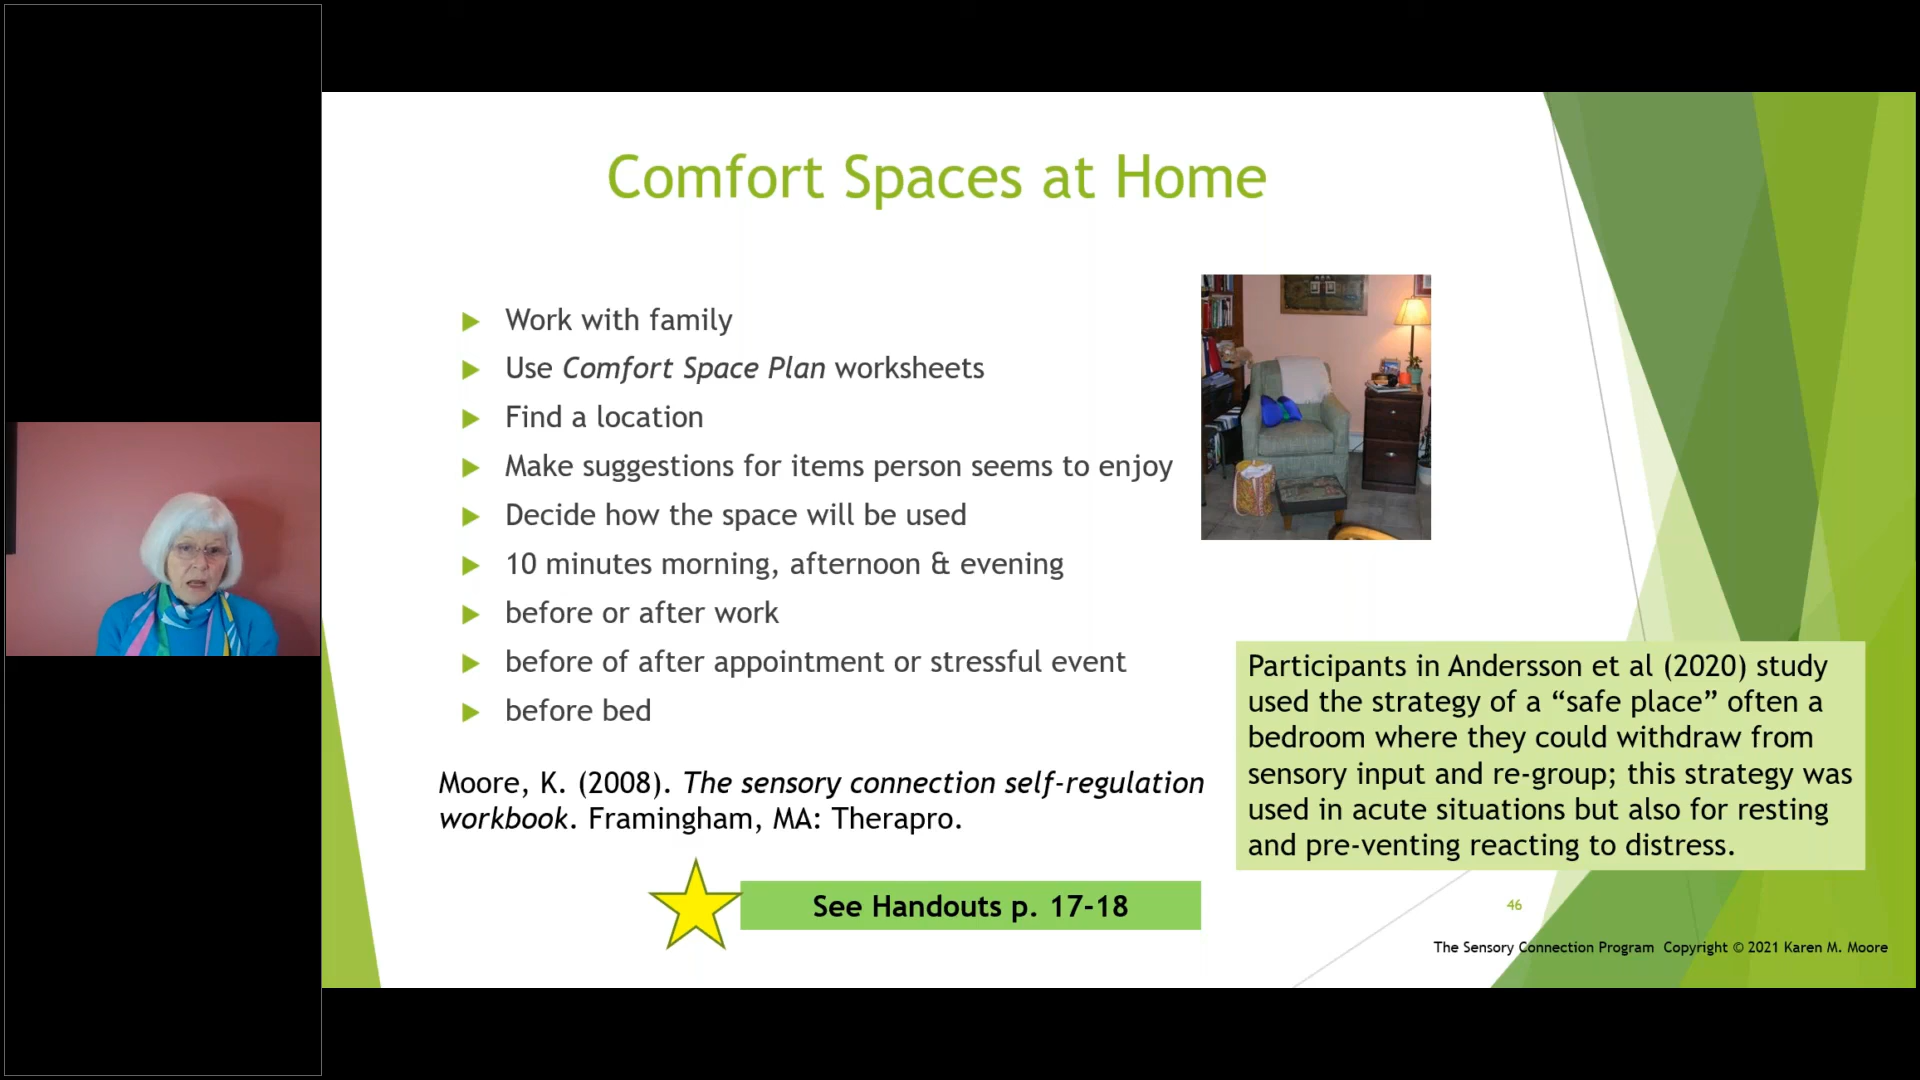 Comfort Spaces at Home
Work with family
Use Comfort Space Plan worksheets
Find a location
Make suggestions for items person seems to enjoy
Decide how the space will be used
10 minutes morning, afternoon & evening
before or after work
before of after appointment or stressful event
before bed
Moore, K. (2008). The sensory connection self-regulation
workbook. Framingham, MA: Therapro.
See Handouts p. 17-18
Participants in Andersson et al (2020) study
used the strategy of a “safe place” often a
bedroom where they could withdraw from
sensory input and re-group; this strategy was
used in acute situations but also for resting
and pre-venting reacting to distress.
46
The Sensory Connection Program  Copyright © 2021 Karen M. Moore